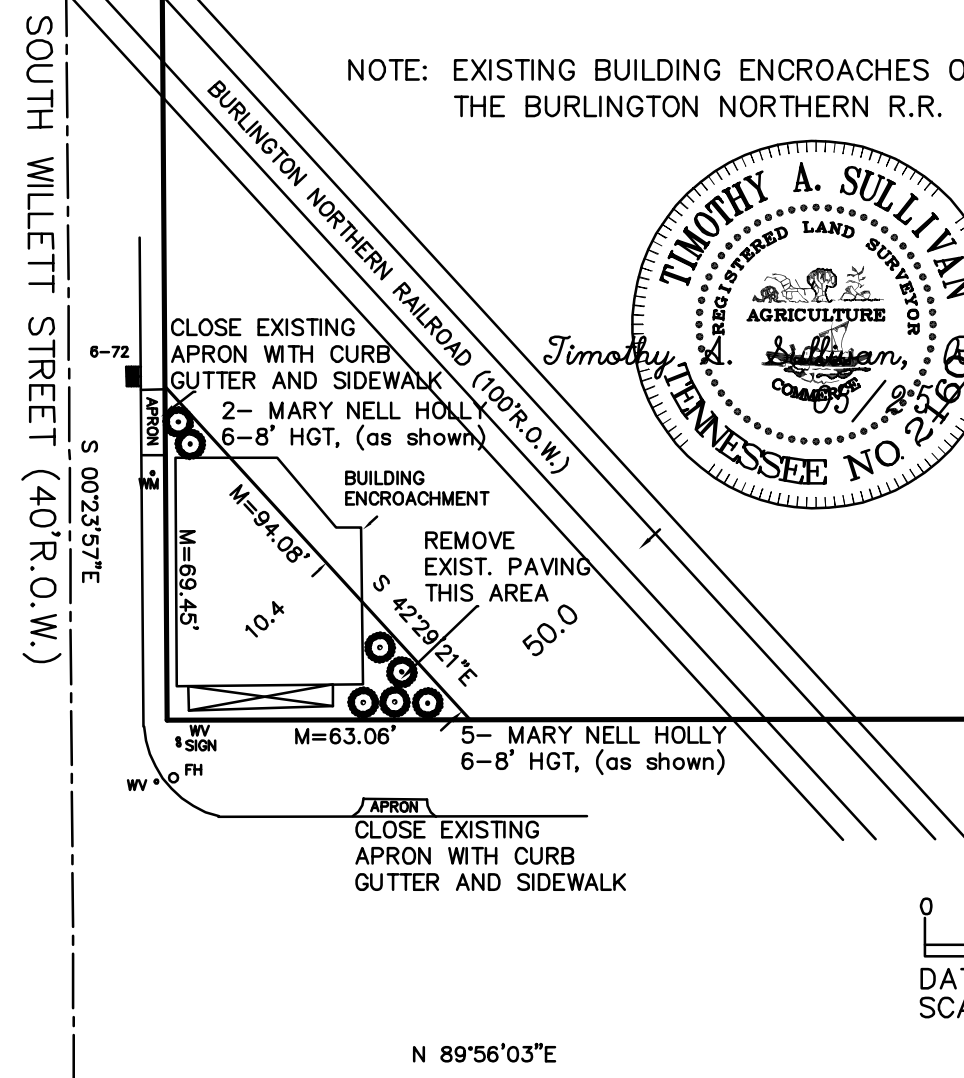 SOUTH WILLETT STREET (40'R.O.W.)
NOTE: EXISTING BUILDING ENCROACHES O
THE BURLINGTON NORTHERN R.R.
BURLINGTON NORTHERN RAILROAD (100'R.O.W.)
TIMOTHY A. SULLIVAN
REGISTERED LAND SURVEYOR
AGRICULTURE
COMMERCE
TENNESSEE NO.
Timothy A. Sullivan,
CLOSE EXISTING
APRON WITH CURB
GUTTER AND SIDEWALK
6-72
APRON
2- MARY NELL HOLLY
6-8' HGT, (as shown)
WM
S 00°23'57"E
BUILDING
ENCROACHMENT
M=94.08'
M=69.45'
10.4
REMOVE
EXIST. PAVING
THIS AREA
S 42°29'21"E
50.0
WV
SIGN
FH
WV
M=63.06'
5- MARY NELL HOLLY
6-8' HGT, (as shown)
APRON
CLOSE EXISTING
APRON WITH CURB
GUTTER AND SIDEWALK
0
DAT
SCA
N 89°56'03"E